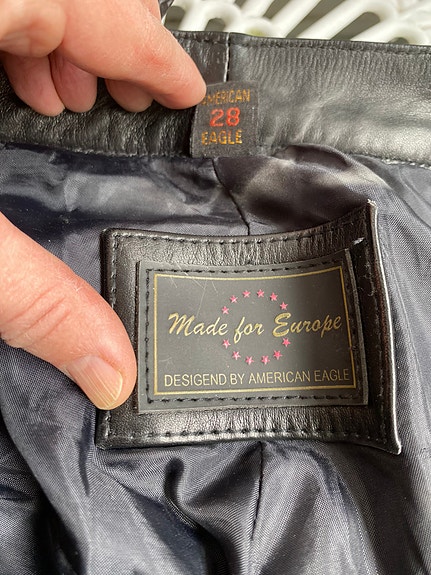 AMERICAN
28
EAGLE
Made for Europe
DESIGEND BY AMERICAN EAGLE